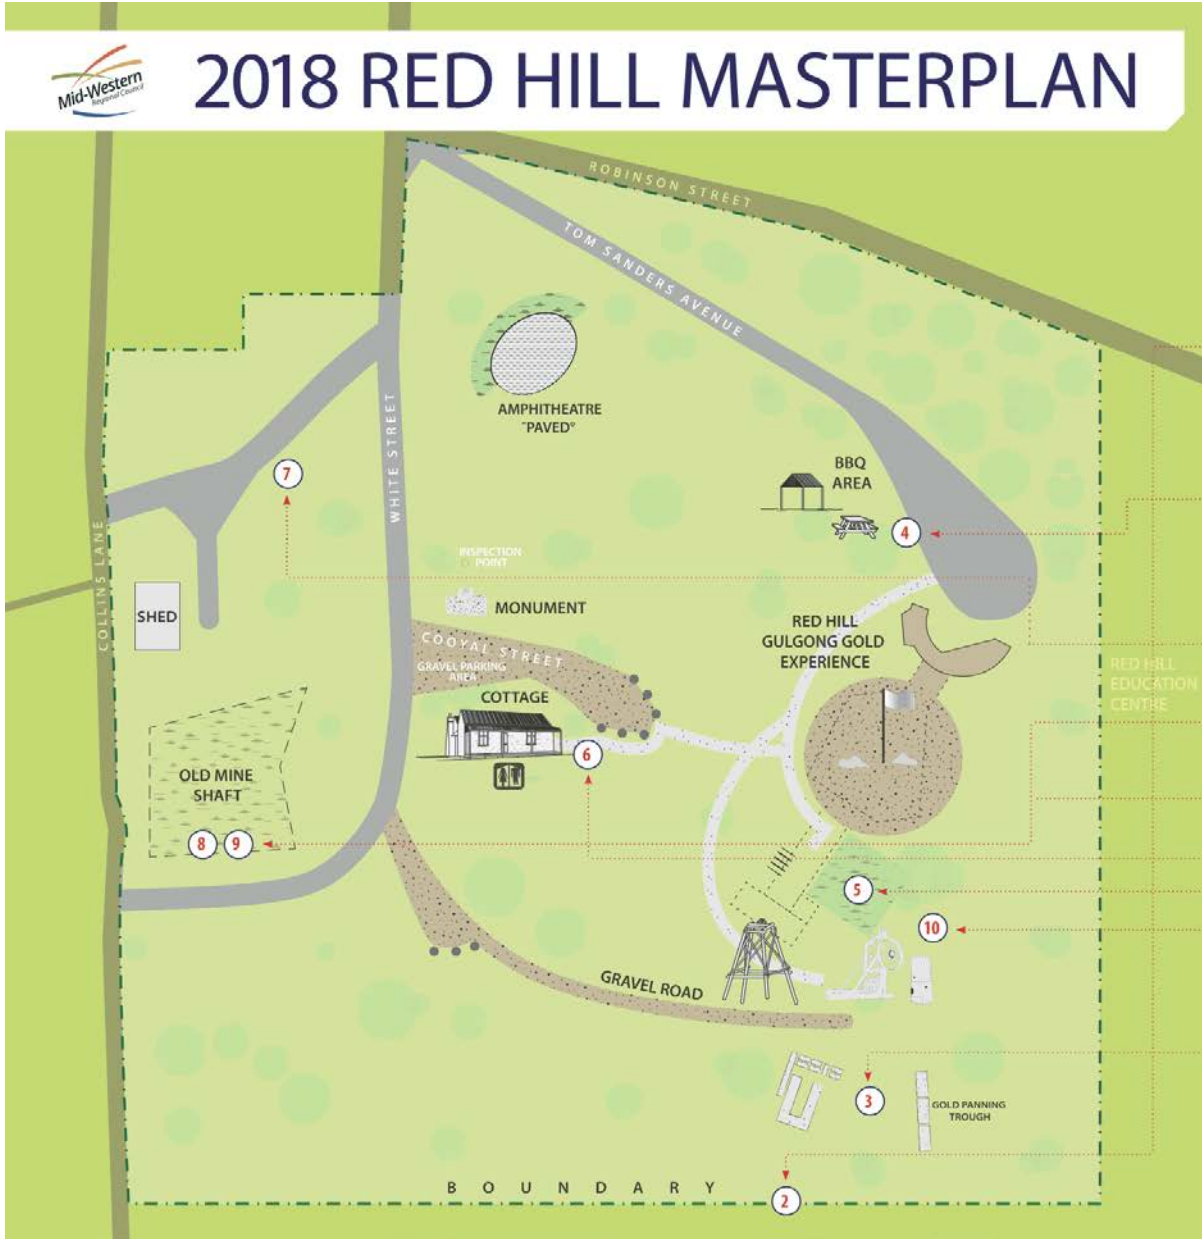 Mid-Western
Regional Council
2018 RED HILL MASTERPLAN
ROBINSON STREET
TOM SANDERS AVENUE
AMPHITHEATRE
"PAVED"
WHITE STREET
7
BBQ
AREA
4
COLLINS LANE
INSPECTION
POINT
SHED
MONUMENT
COOYAL STREET
GRAVEL PARKING
AREA
RED HILL
GULGONG GOLD
EXPERIENCE
RED HILL
EDUCATION
CENTRE
COTTAGE
6
OLD MINE
SHAFT
8
9
5
10
GRAVEL ROAD
3
GOLD PANNING
TROUGH
BOUNDARY
2